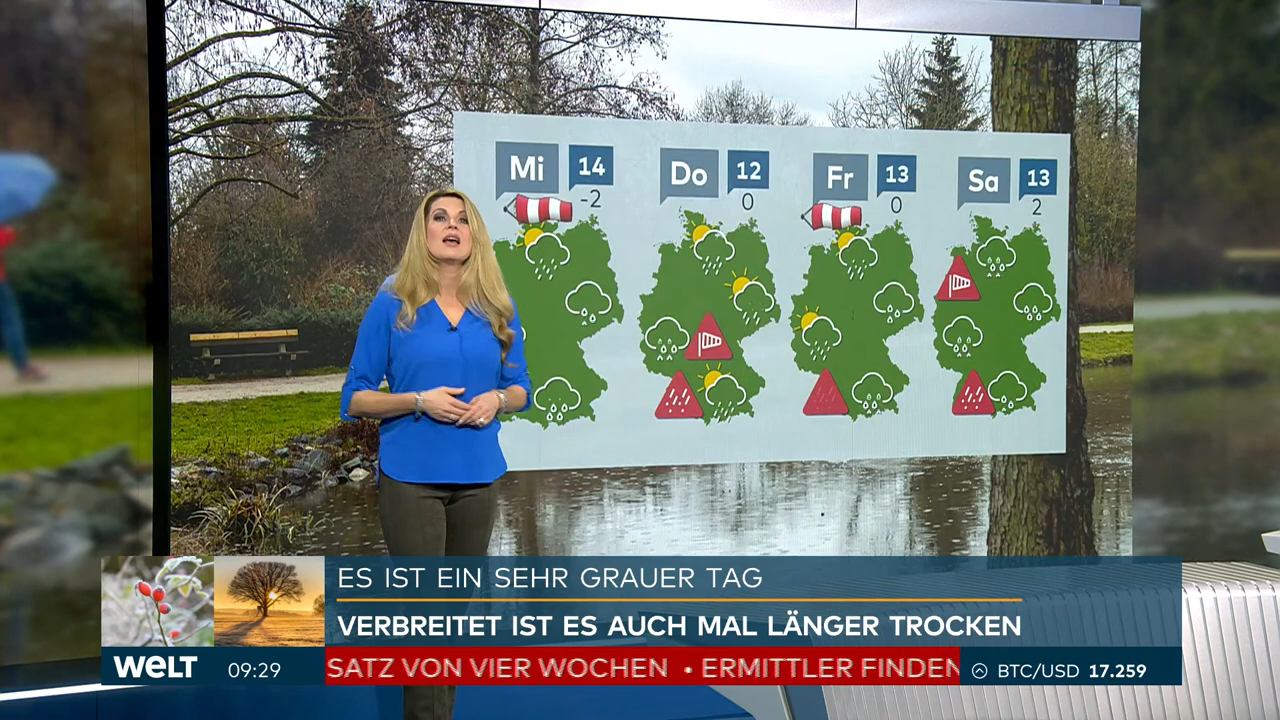 Mi 14 -2
Do 12 0
Fr 13 0
Sa 13 2
ES IST EIN SEHR GRAUER TAG
VERBREITET IST ES AUCH MAL LÄNGER TROCKEN
WELT 09:29 SATZ VON VIER WOCHEN • ERMITTLER FINDEN BTC/USD 17.259